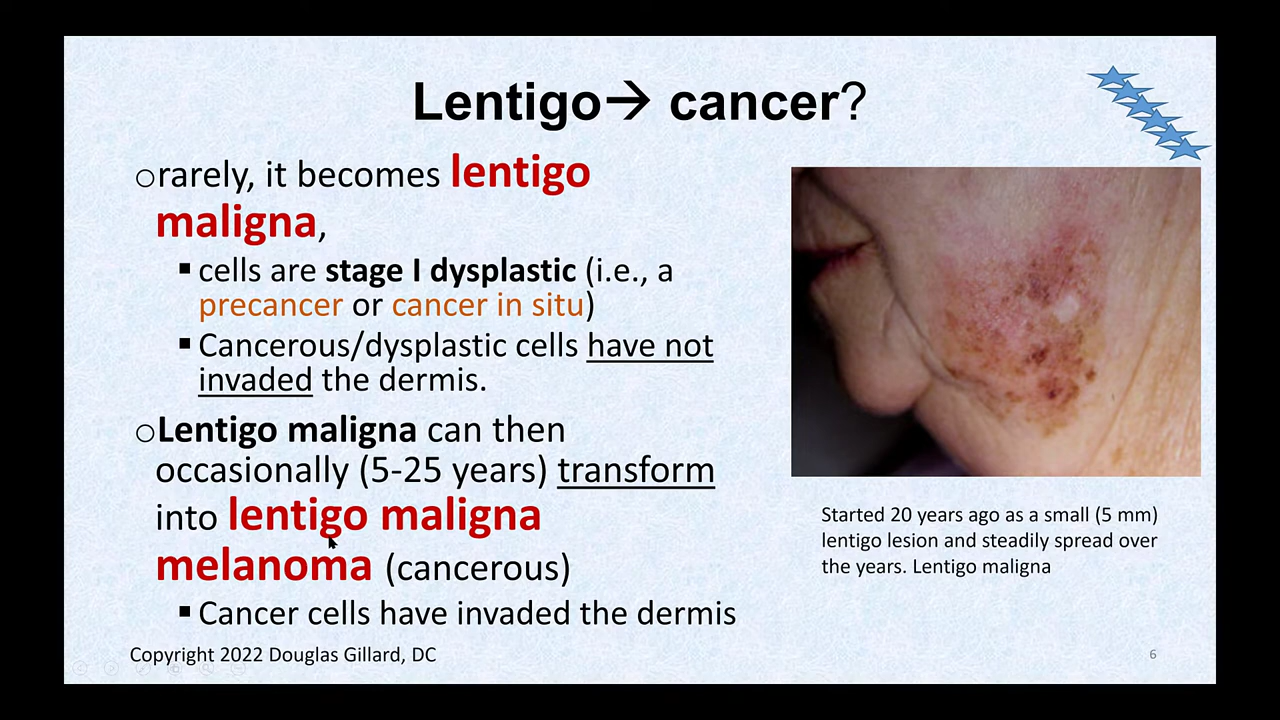 Lentigo→ cancer?
○rarely, it becomes lentigo
maligna,
▪ cells are stage I dysplastic (i.e., a
precancer or cancer in situ)
▪ Cancerous/dysplastic cells have not
invaded the dermis.
○Lentigo maligna can then
occasionally (5-25 years) transform
into lentigo maligna
melanoma (cancerous)
▪ Cancer cells have invaded the dermis
Started 20 years ago as a small (5 mm)
lentigo lesion and steadily spread over
the years. Lentigo maligna
Copyright 2022 Douglas Gillard, DC
6